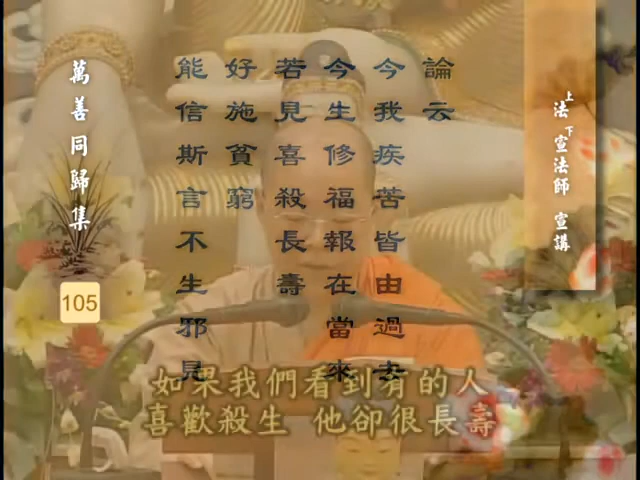 論云
今我疾苦皆由過去
今生修福報在當來
若見喜殺長壽
好施貧窮
能信斯言不生邪見
上法下宣法師 宣講
萬善同歸集
105
如果我們看到有的人
喜歡殺生 他卻很長壽